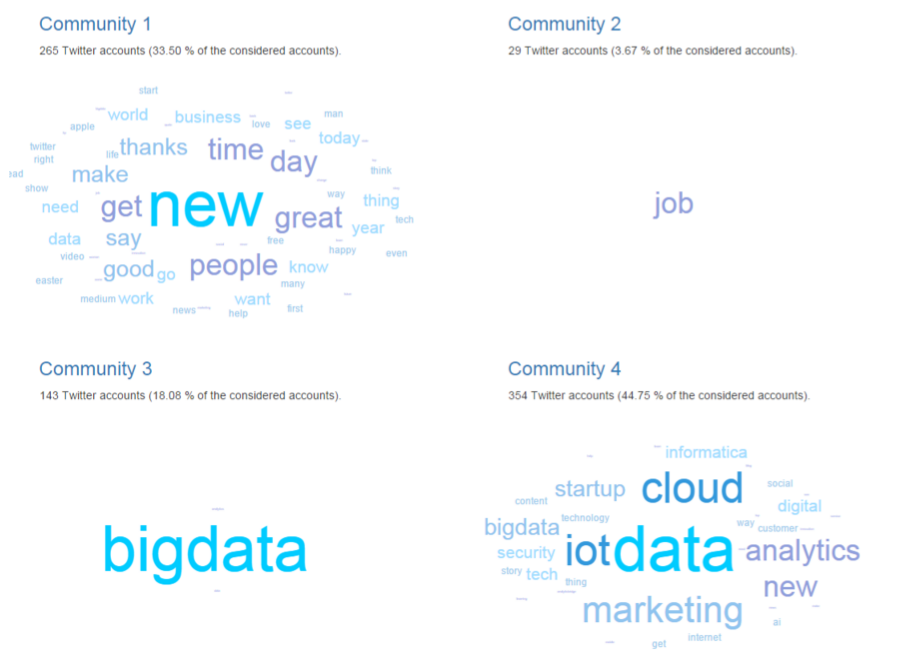 Community 1
265 Twitter accounts (33.50 % of the considered accounts).
start
world business love see man
apple
twitter life thanks time day today
right
make think
show
need get new great way thing
tech
data say free year
video happy even
good go people know
easter many
medium work want
news help first
Community 2
29 Twitter accounts (3.67 % of the considered accounts).
job
Community 3
143 Twitter accounts (18.08 % of the considered accounts).
bigdata
Community 4
354 Twitter accounts (44.75 % of the considered accounts).
informatica
startup cloud social
content digital
bigdata technology way customer
security iot data analytics
story tech thing new
marketing ai
get internet